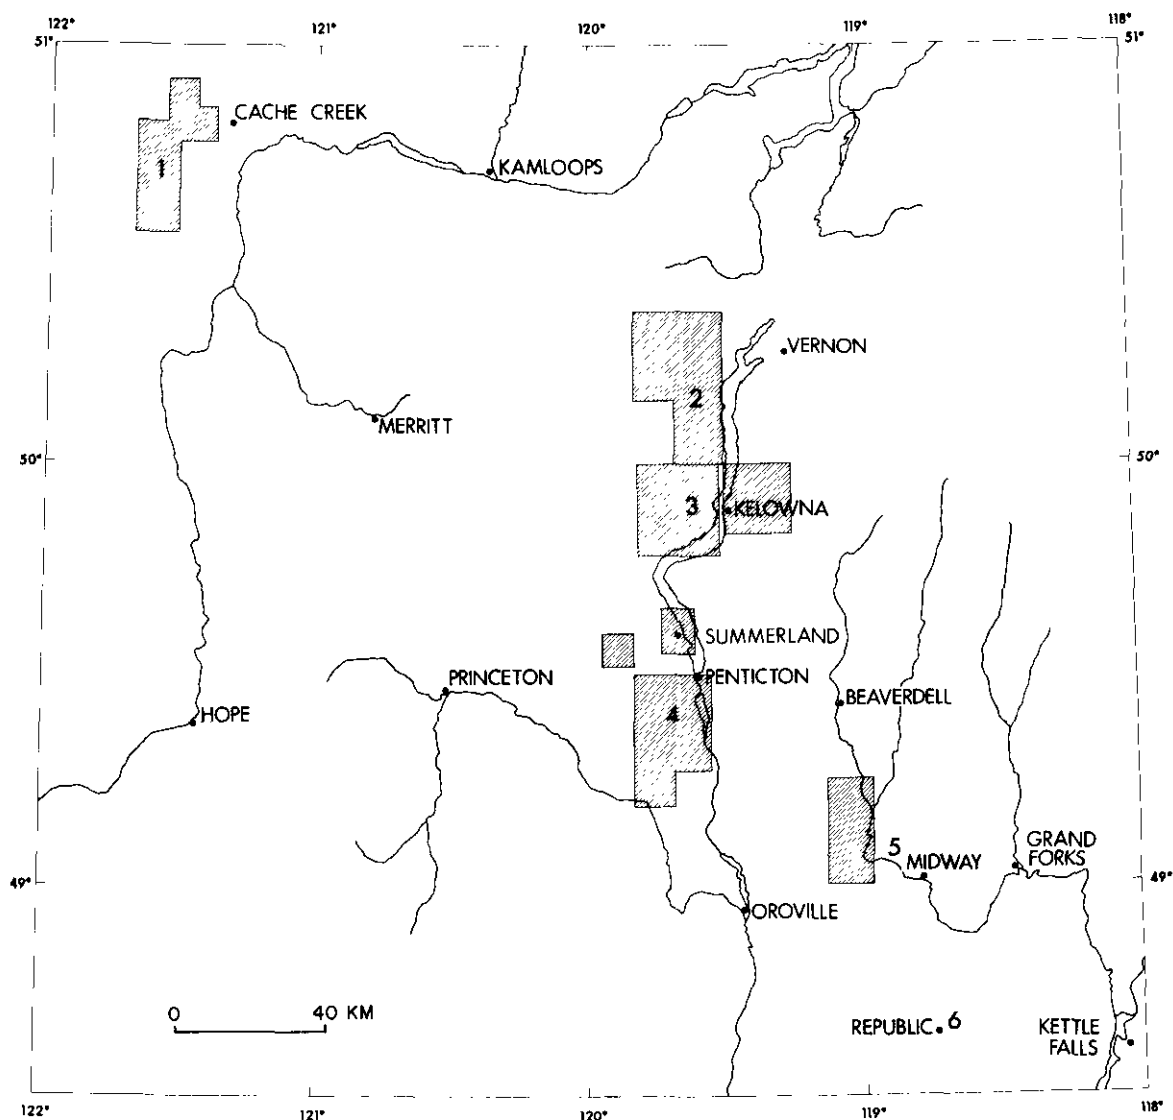 122° 121° 120° 119° 118°
51° 51°
CACHE CREEK
1
KAMLOOPS
VERNON
2
MERRITT
50° 50°
3 KELOWNA
SUMMERLAND
PRINCETON
PENTICTON
BEAVERDELL
4
HOPE
GRAND
FORKS
5
MIDWAY
49° 49°
OROVILLE
0 40 KM
REPUBLIC 6
KETTLE
FALLS
122° 121° 120° 119° 118°